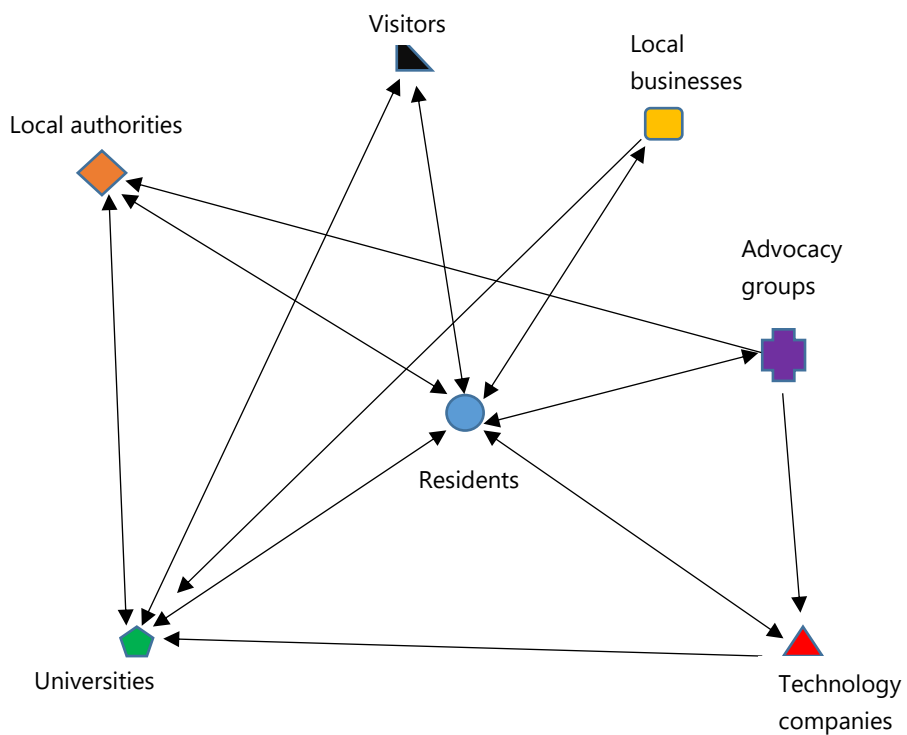 Visitors
Local
businesses
Local authorities
Advocacy
groups
Residents
Universities
Technology
companies